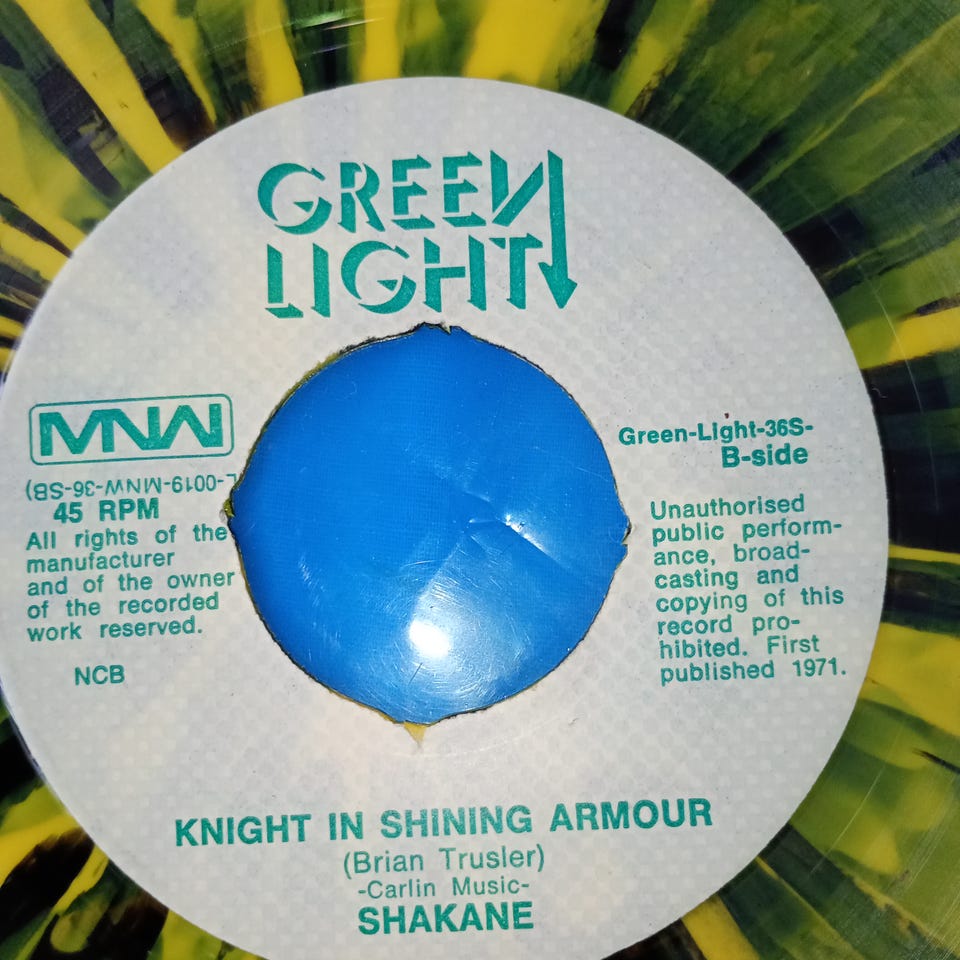 GREEN
LIGHT
MNW
L-0019-MNW-36-SB)
45 RPM
All rights of the
manufacturer
and of the owner
of the recorded
work reserved.
NCB
Green-Light-36S-
B-side
Unauthorised
public perform-
ance, broad-
casting and
copying of this
record pro-
hibited. First
published 1971.
KNIGHT IN SHINING ARMOUR
(Brian Trusler)
-Carlin Music-
SHAKANE